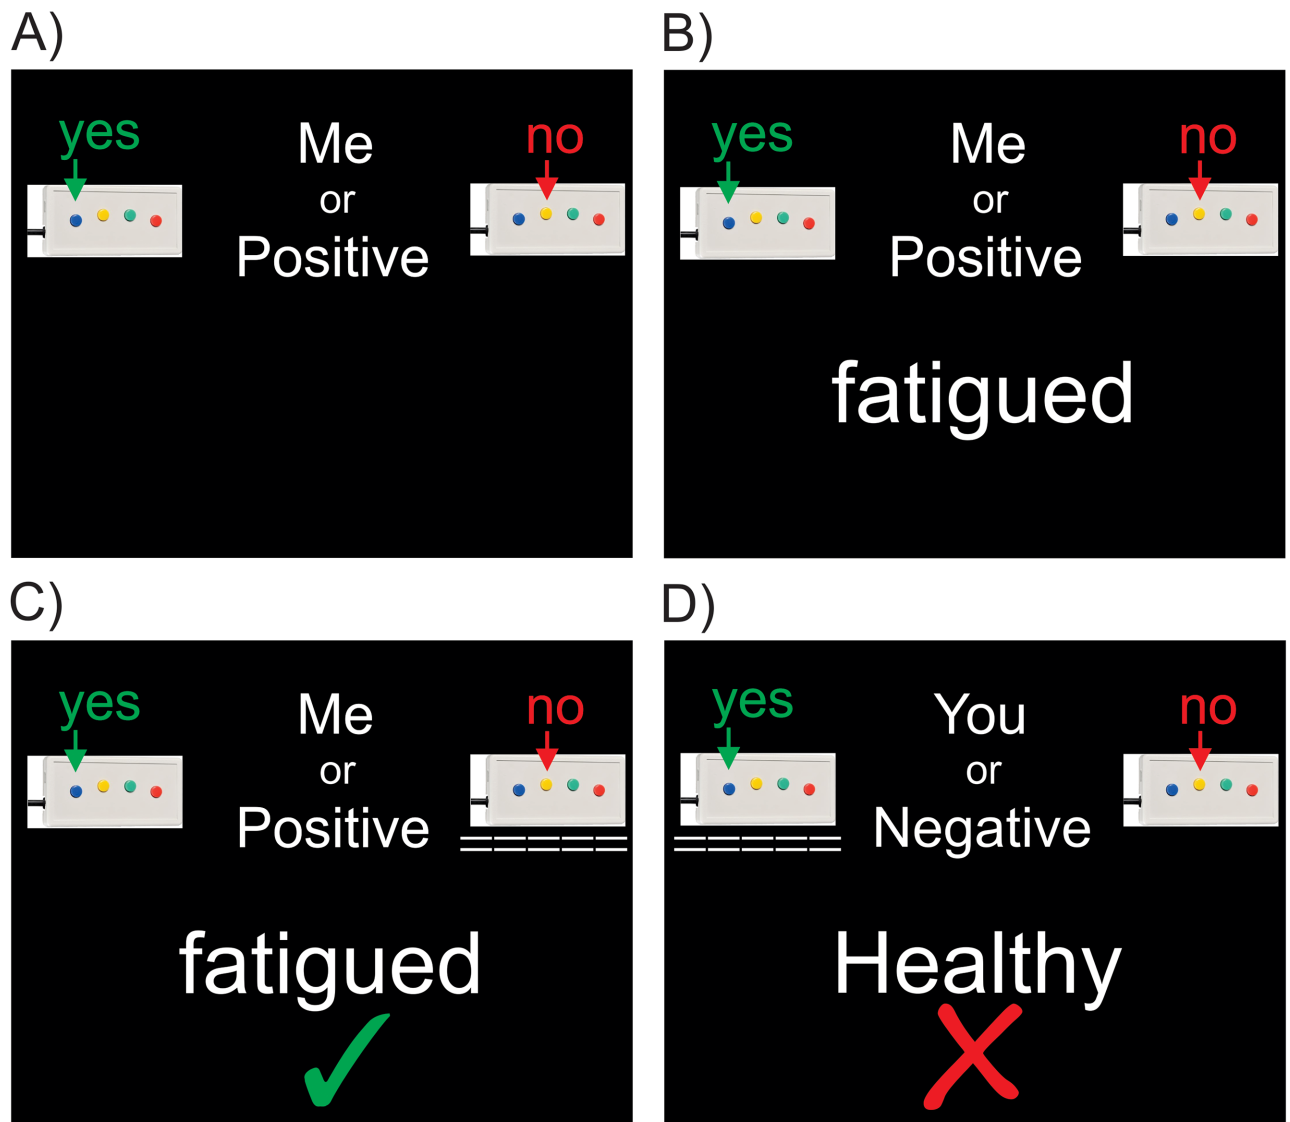 A)
yes
Me
or
Positive
no
B)
yes
Me
or
Positive
no
fatigued
C)
yes
Me
or
Positive
no
fatigued
D)
yes
You
or
Negative
no
Healthy